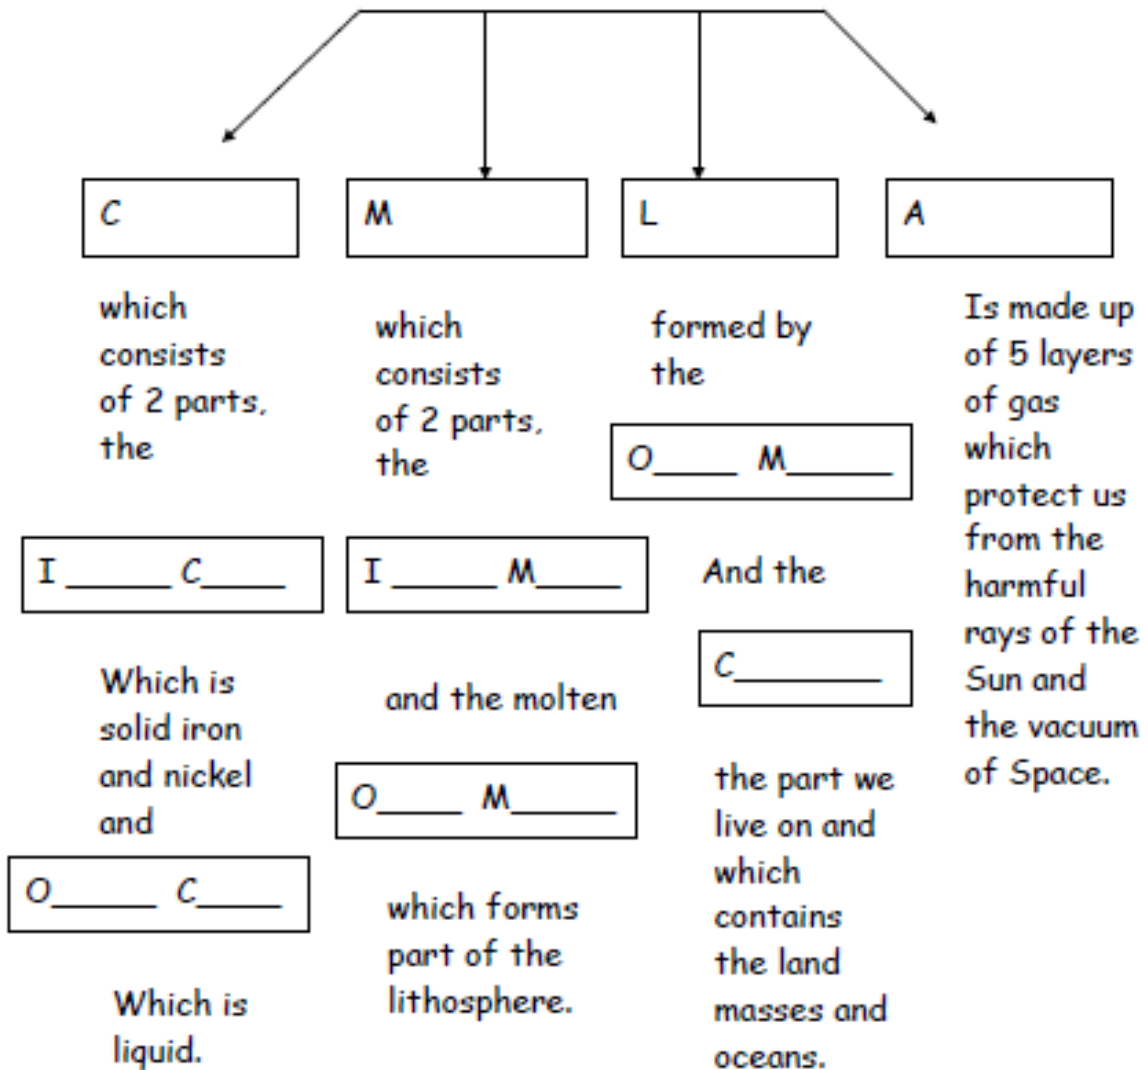 C
which
consists
of 2 parts,
the
I _____ C____
Which is
solid iron
and nickel
and
O_____ C____
Which is
liquid.
M
which
consists
of 2 parts,
the
I _____ M____
and the molten
O____ M_____
which forms
part of the
lithosphere.
L
formed by
the
O____ M_____
And the
C_______
the part we
live on and
which
contains
the land
masses and
oceans.
A
Is made up
of 5 layers
of gas
which
protect us
from the
harmful
rays of the
Sun and
the vacuum
of Space.